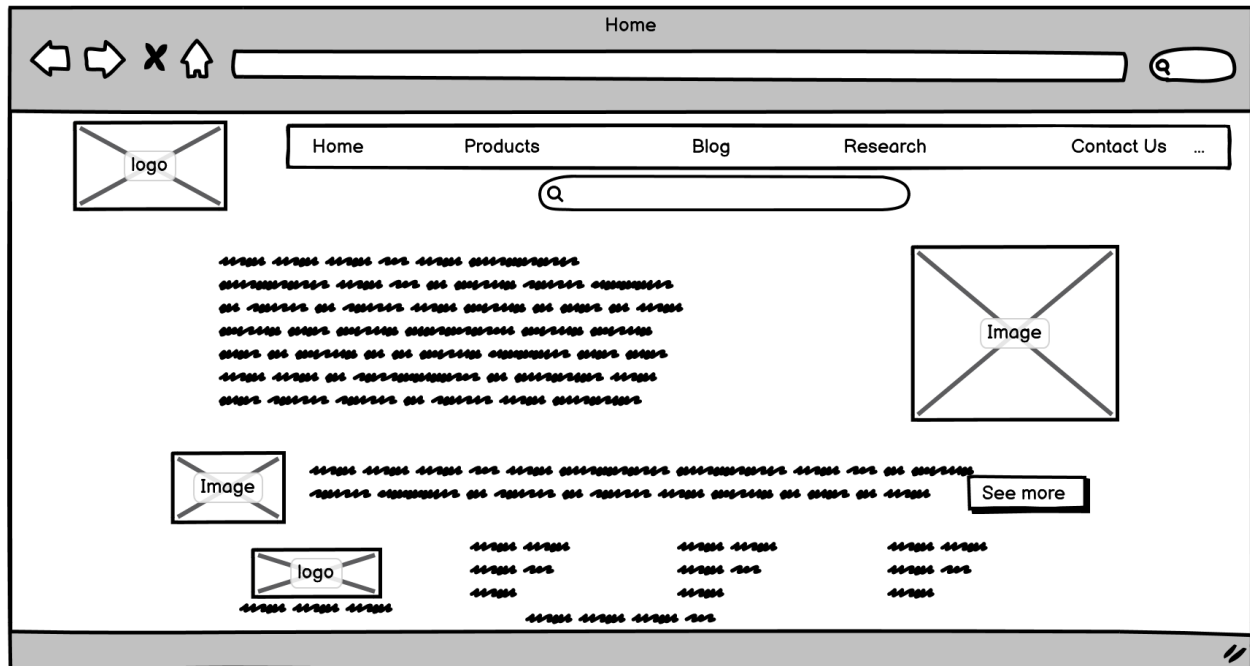 Home
logo
Home Products Blog Research Contact Us ...
Image
Image
See more
logo